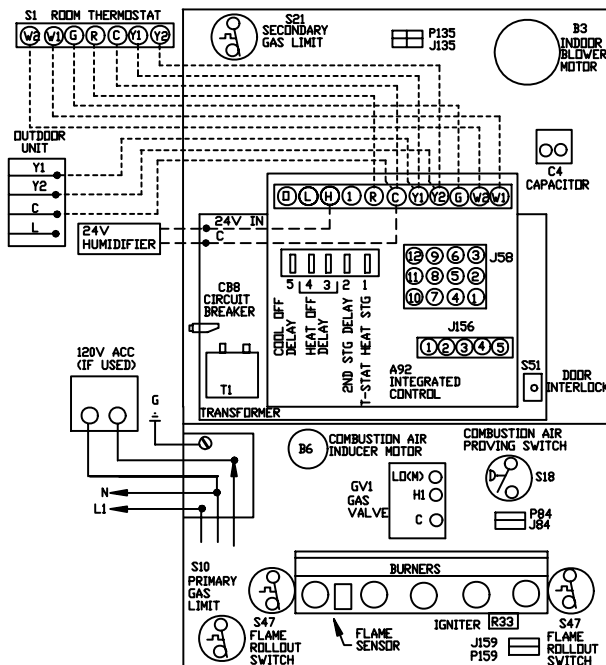 S1 ROOM THERMOSTAT
W2 W1 G R C Y1 Y2
S21
SECONDARY
GAS LIMIT
P135
J135
B3
INDOOR
BLOWER
MOTOR
OUTDOOR
UNIT
Y1
Y2
C
L
C4
CAPACITOR
24V
HUMIDIFIER
24V IN
C
D L H 1 R C Y1 Y2 G W2 W1
12 9 6 3
11 8 5 2
10 7 4 1
J58
5 4 3 2 1
COOL OFF
DELAY
HEAT OFF
DELAY
2ND STG DELAY
T-STAT HEAT STG
CB8
CIRCUIT
BREAKER
J156
1 2 3 4 5
T1
TRANSFORMER
A92
INTEGRATED
CONTROL
S51
DOOR
INTERLOCK
120V ACC
(IF USED)
G
N
L1
B6
COMBUSTION AIR
INDUCER MOTOR
COMBUSTION AIR
PROVING SWITCH
D
S18
GV1
GAS
VALVE
LO(M)
H1
C
P84
J84
S10
PRIMARY
GAS
LIMIT
BURNERS
S47
FLAME
ROLLOUT
SWITCH
FLAME
SENSOR
IGNITER R33
J159
P159
S47
FLAME
ROLLOUT
SWITCH